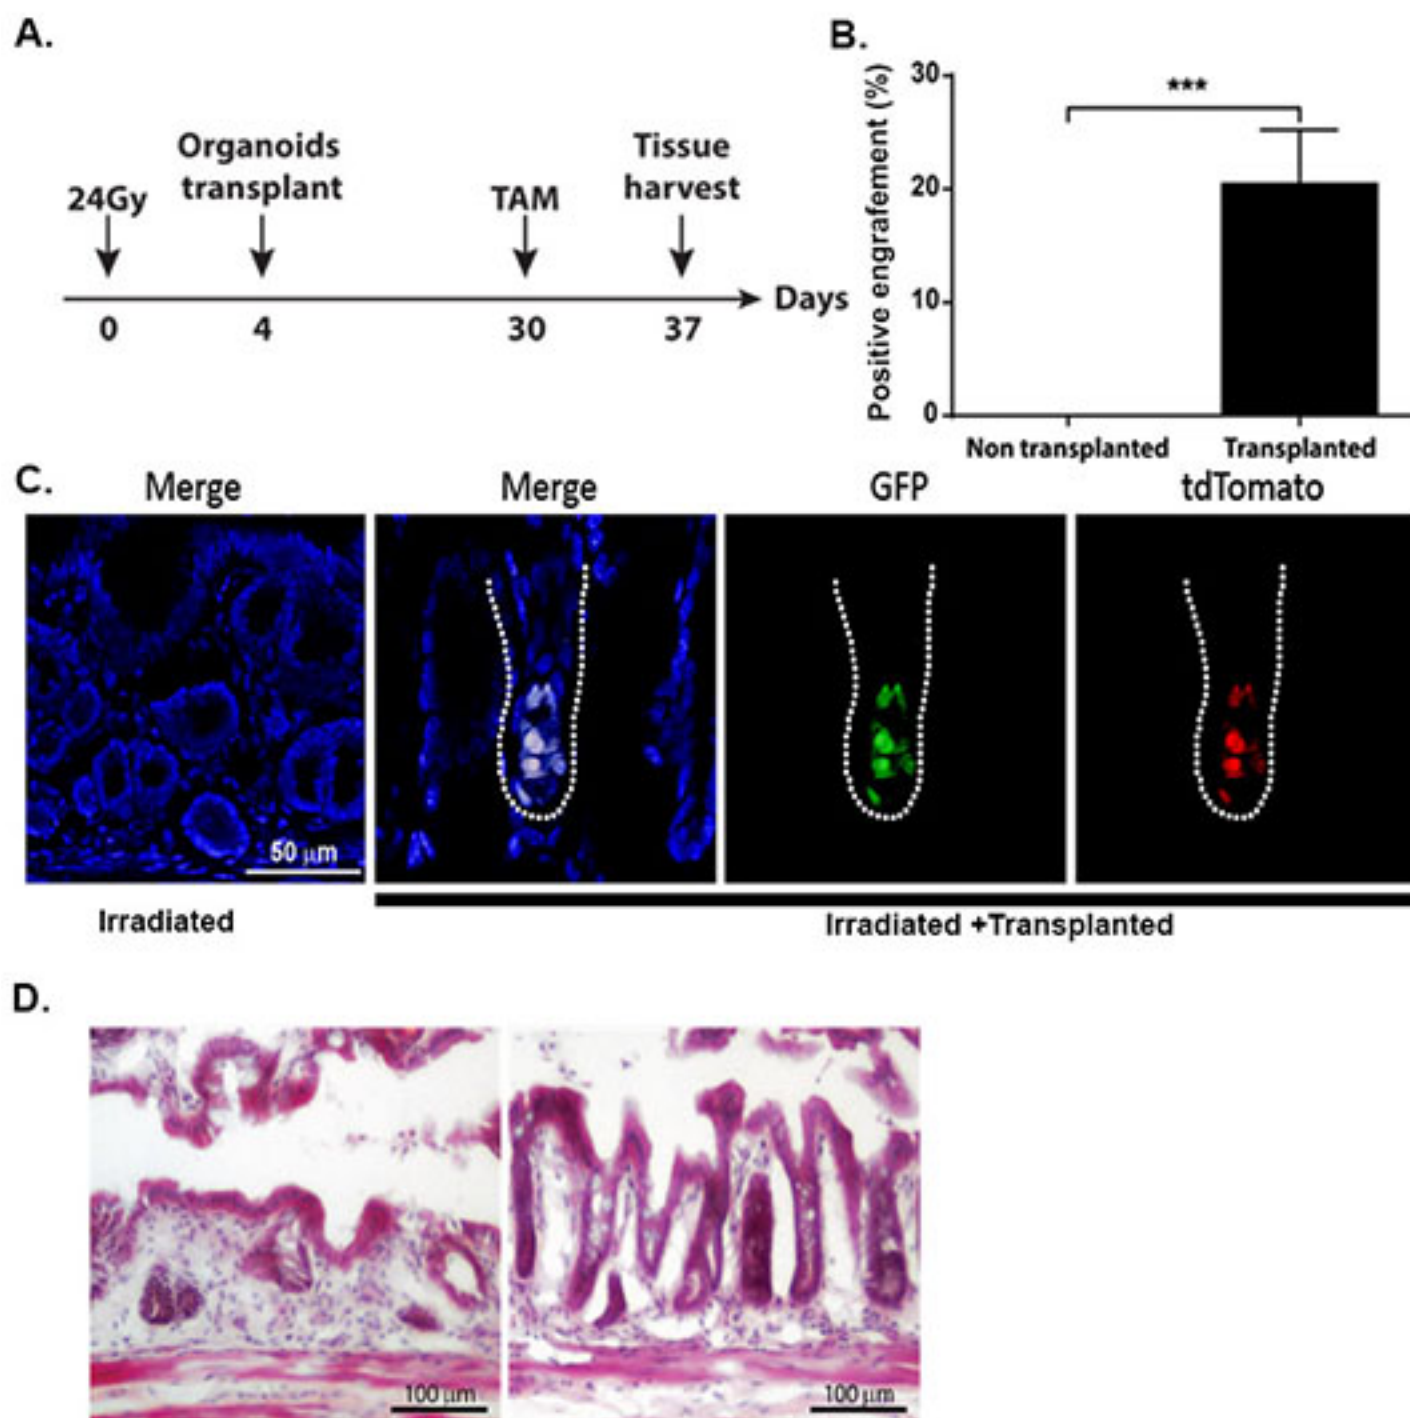 A.
24Gy
Organoids
transplant
TAM
Tissue
harvest
Days
0
4
30
37
B.
Positive engrafement (%)
30
20
10
0
***
Non transplanted
Transplanted
C.
Merge
Merge
GFP
tdTomato
50 μm
Irradiated
Irradiated +Transplanted
D.
100 μm
100 μm